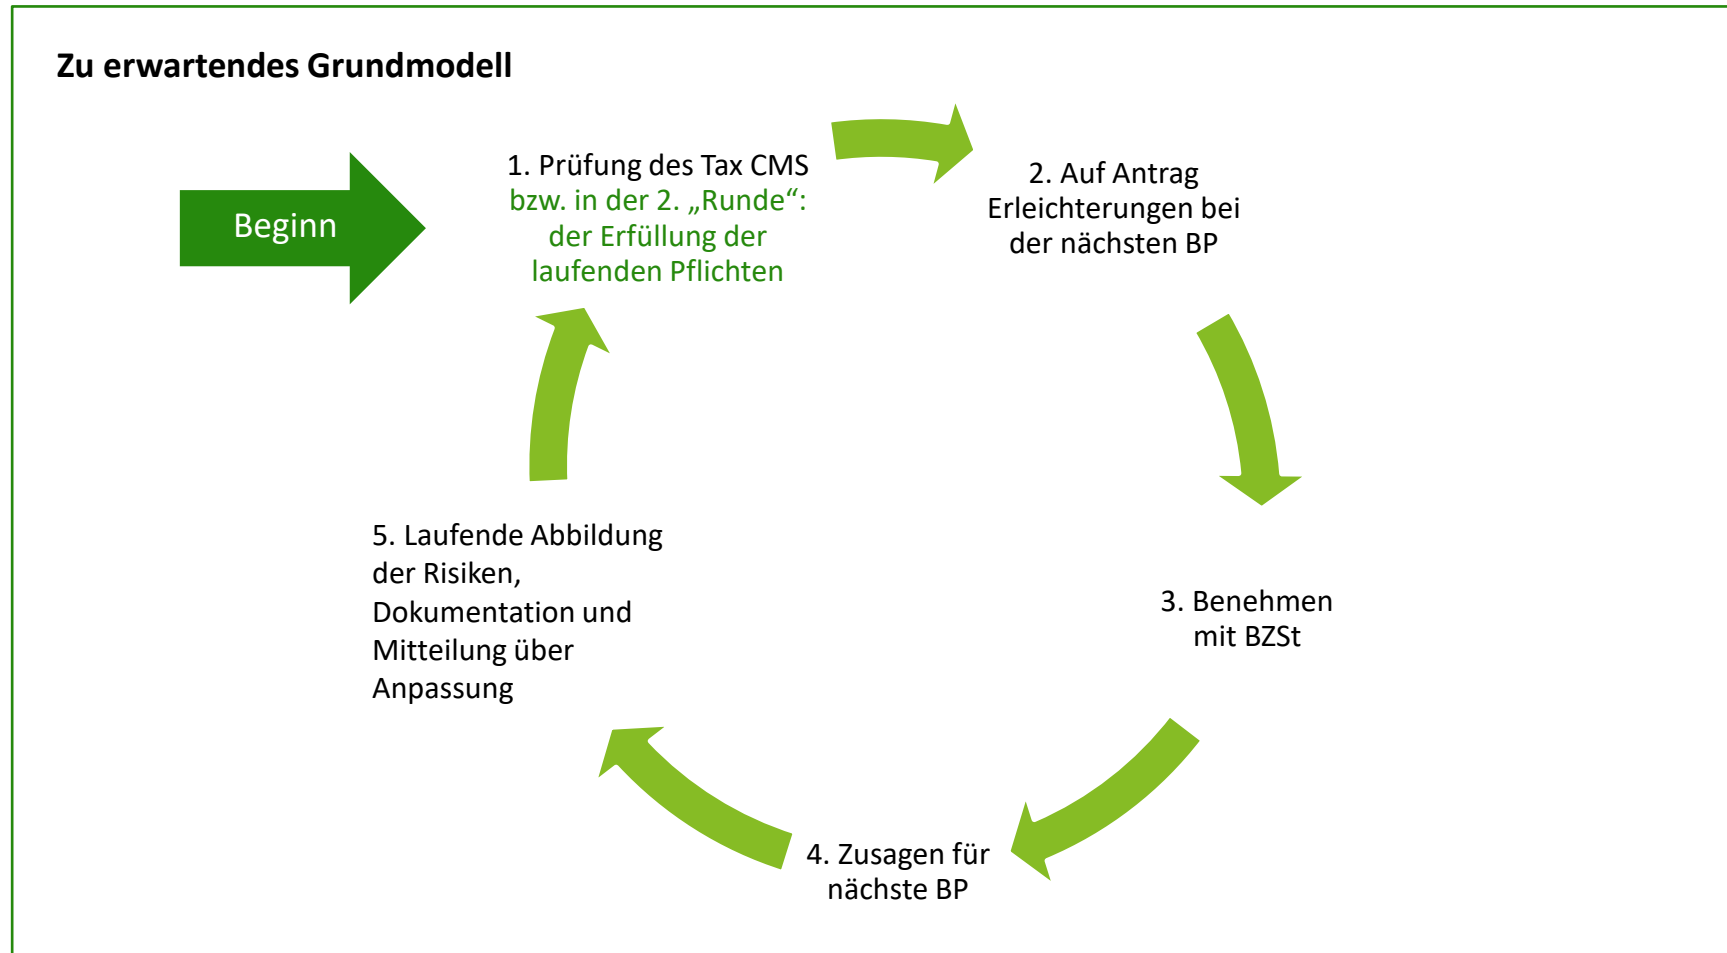 Zu erwartendes Grundmodell
Beginn
1. Prüfung des Tax CMS
bzw. in der 2. „Runde“:
der Erfüllung der
laufenden Pflichten
2. Auf Antrag
Erleichterungen bei
der nächsten BP
3. Benehmen
mit BZSt
4. Zusagen für
nächste BP
5. Laufende Abbildung
der Risiken,
Dokumentation und
Mitteilung über
Anpassung